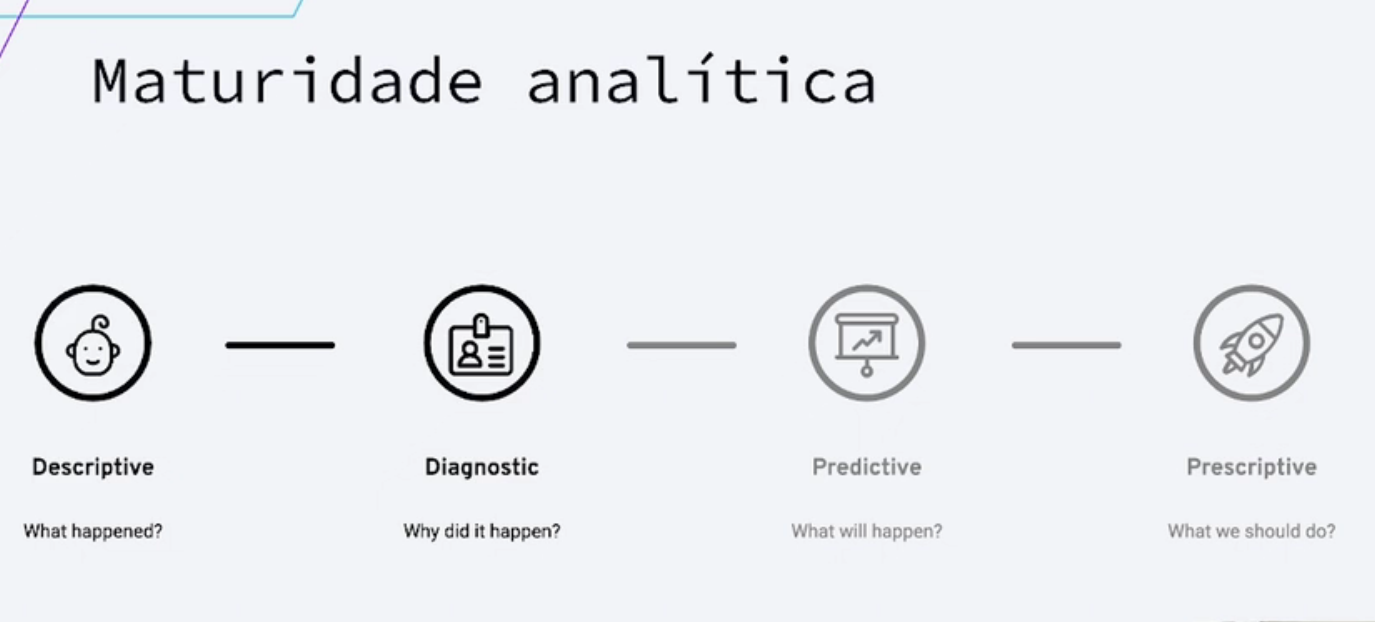 Maturidade analítica
Descriptive
Diagnostic
Predictive
Prescriptive
What happened?
Why did it happen?
What will happen?
What we should do?